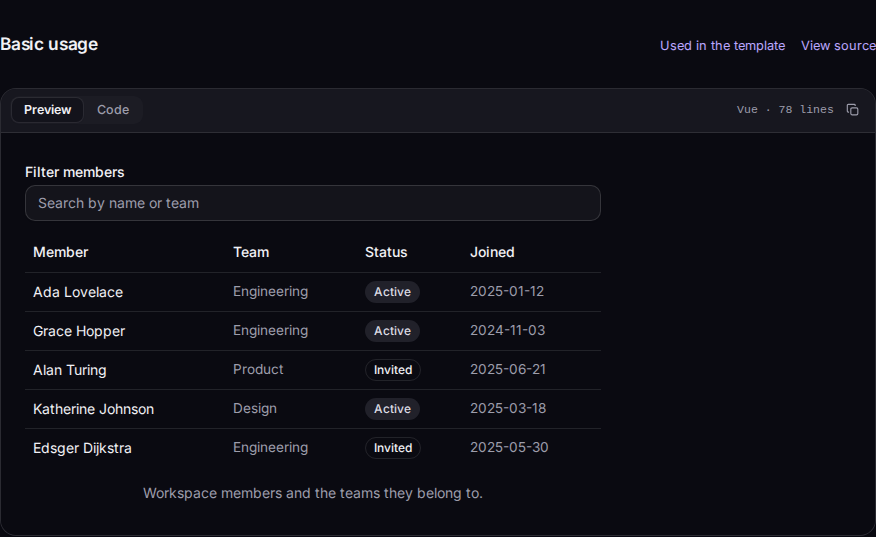 Basic usage Used in the template View source
Preview Code Vue · 78 lines
Filter members
Search by name or team
Member Team Status Joined
Ada Lovelace Engineering Active 2025-01-12
Grace Hopper Engineering Active 2024-11-03
Alan Turing Product Invited 2025-06-21
Katherine Johnson Design Active 2025-03-18
Edsger Dijkstra Engineering Invited 2025-05-30
Workspace members and the teams they belong to.